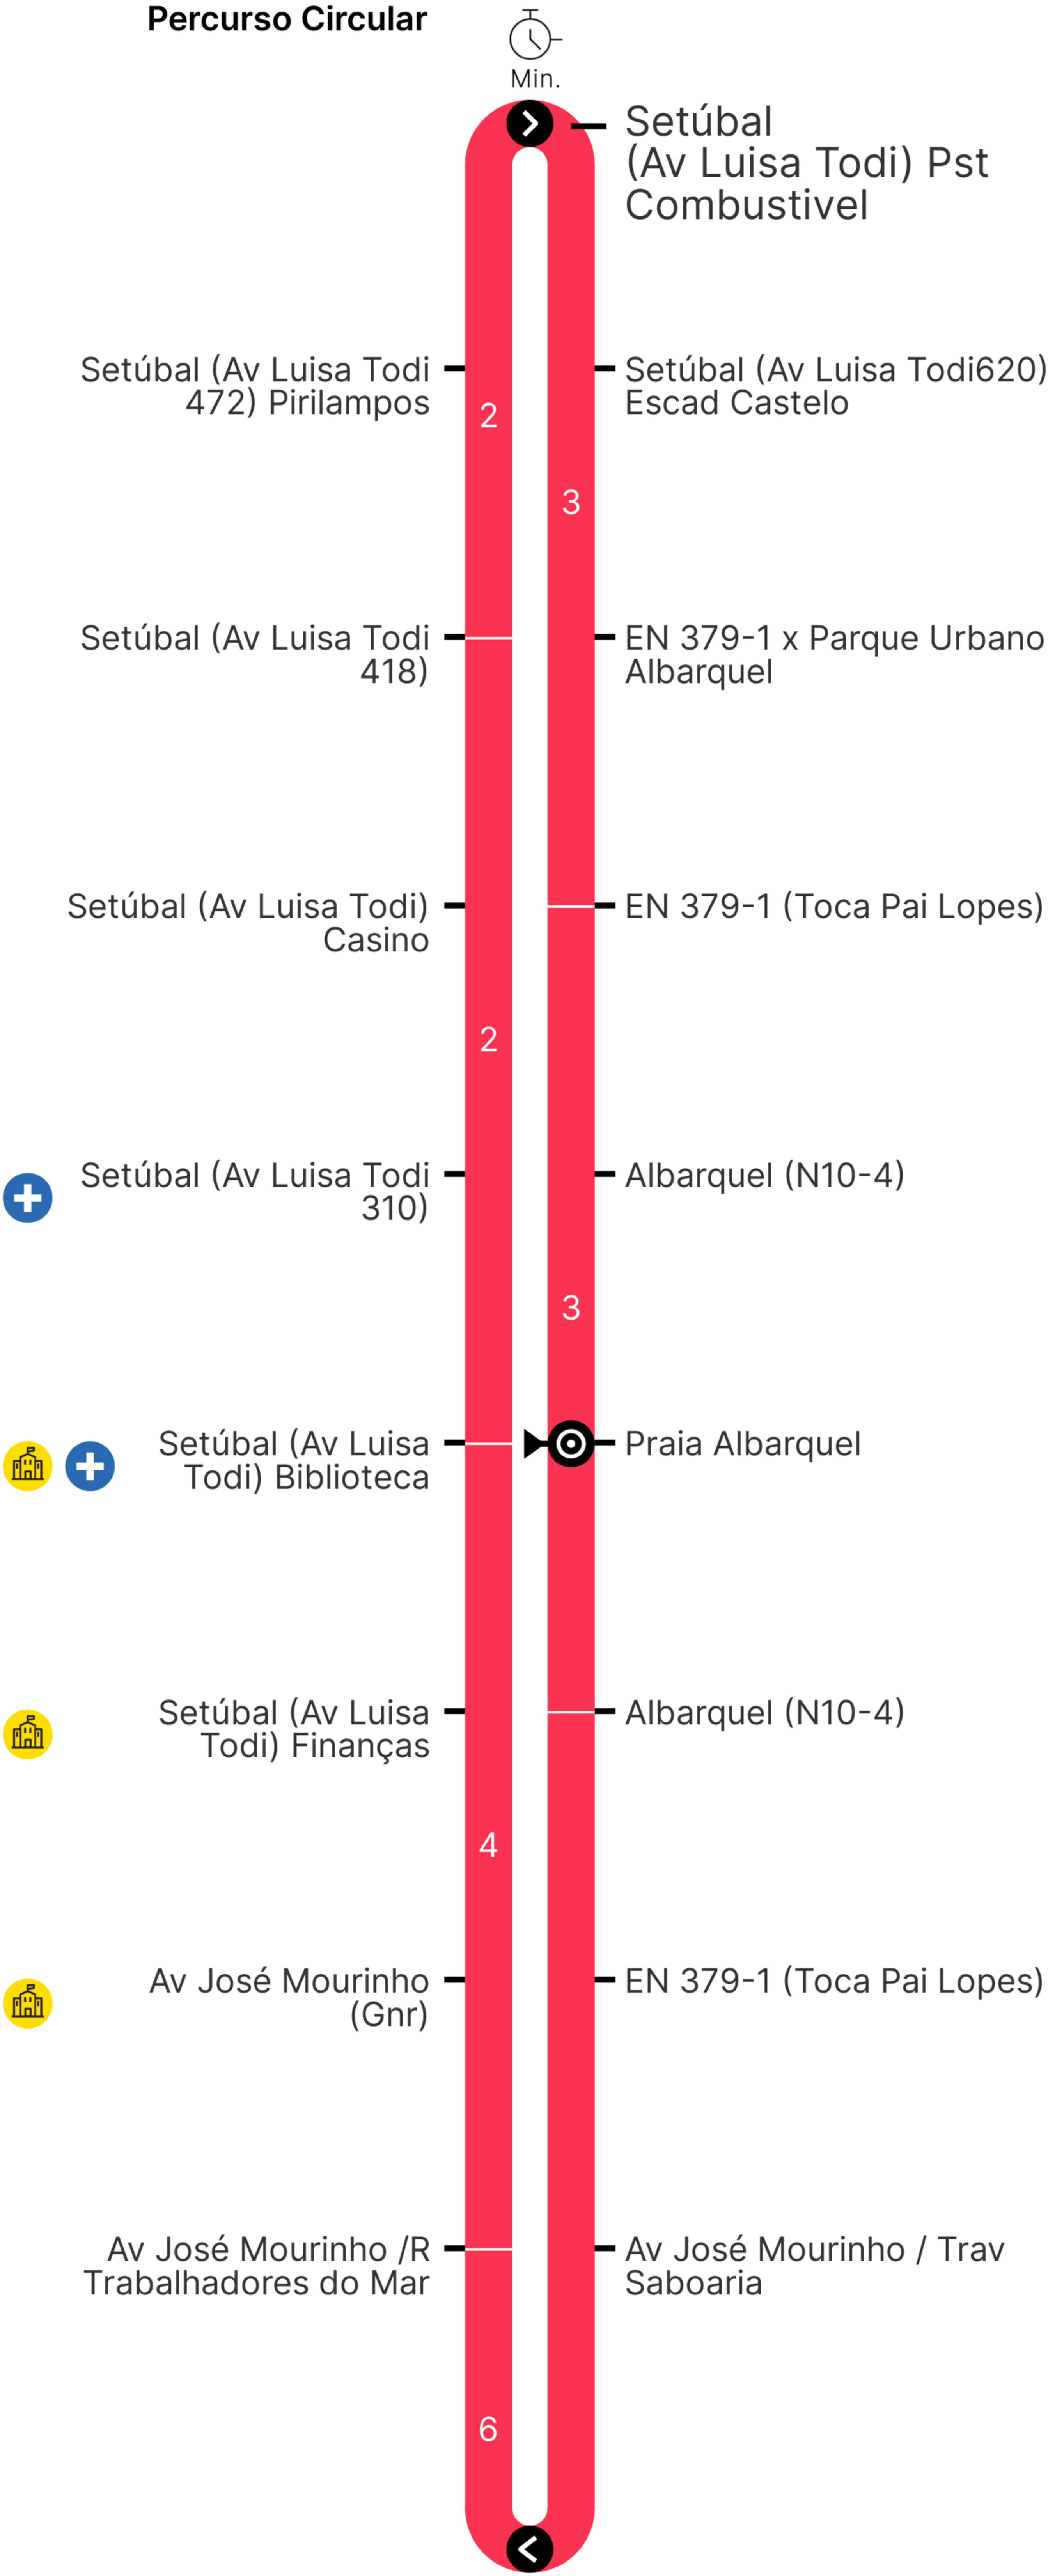 Percurso Circular
Min.
Setúbal
(Av Luisa Todi) Pst
Combustivel
Setúbal (Av Luisa Todi
472) Pirilampos
2
Setúbal (Av Luisa Todi620)
Escad Castelo
3
Setúbal (Av Luisa Todi
418)
EN 379-1 x Parque Urbano
Albarquel
Setúbal (Av Luisa Todi)
Casino
EN 379-1 (Toca Pai Lopes)
2
Setúbal (Av Luisa Todi
310)
Albarquel (N10-4)
3
Setúbal (Av Luisa
Todi) Biblioteca
Praia Albarquel
Setúbal (Av Luisa
Todi) Finanças
Albarquel (N10-4)
4
Av José Mourinho
(Gnr)
EN 379-1 (Toca Pai Lopes)
Av José Mourinho /R
Trabalhadores do Mar
Av José Mourinho / Trav
Saboaria
6